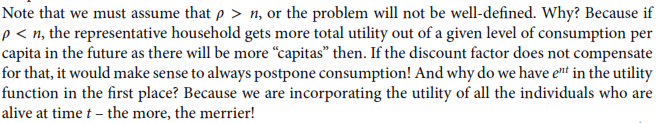 Note that we must assume that ρ > n, or the problem will not be well-defined. Why? Because if
ρ < n, the representative household gets more total utility out of a given level of consumption per
capita in the future as there will be more “capitas” then. If the discount factor does not compensate
for that, it would make sense to always postpone consumption! And why do we have eⁿᵗ in the utility
function in the first place? Because we are incorporating the utility of all the individuals who are
alive at time t – the more, the merrier!